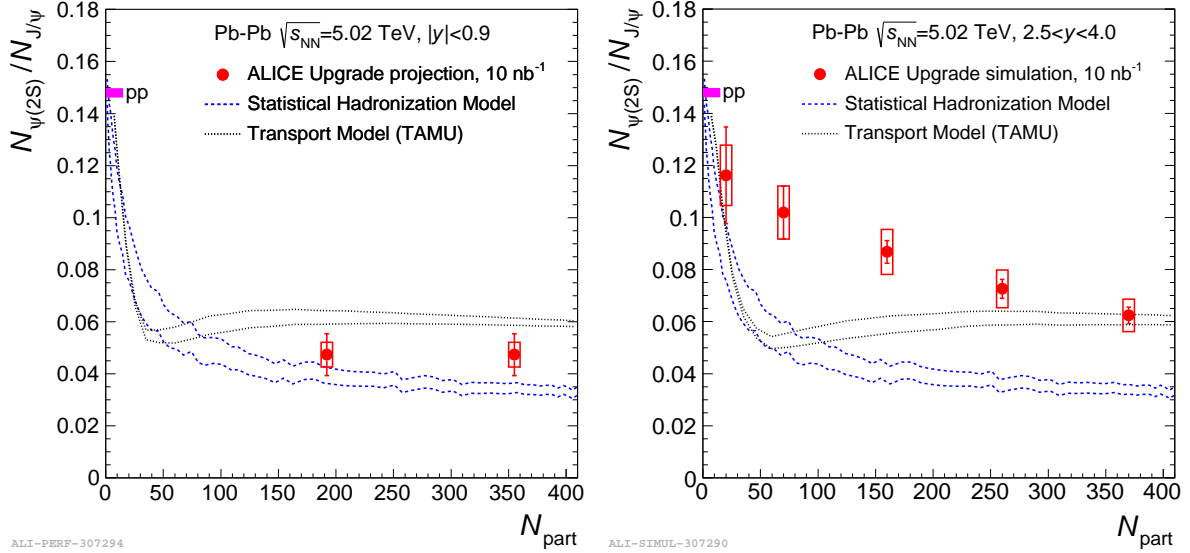 Pb-Pb √s_NN=5.02 TeV, |y|<0.9
ALICE Upgrade projection, 10 nb⁻¹
Statistical Hadronization Model
Transport Model (TAMU)
pp
N_ψ(2S) / N_J/ψ
0.18
0.16
0.14
0.12
0.1
0.08
0.06
0.04
0.02
0
0 50 100 150 200 250 300 350 400
N_part
ALI-PERF-307294
Pb-Pb √s_NN=5.02 TeV, 2.5<y<4.0
ALICE Upgrade simulation, 10 nb⁻¹
Statistical Hadronization Model
Transport Model (TAMU)
pp
N_ψ(2S) / N_J/ψ
0.18
0.16
0.14
0.12
0.1
0.08
0.06
0.04
0.02
0
0 50 100 150 200 250 300 350 400
N_part
ALI-SIMUL-307290